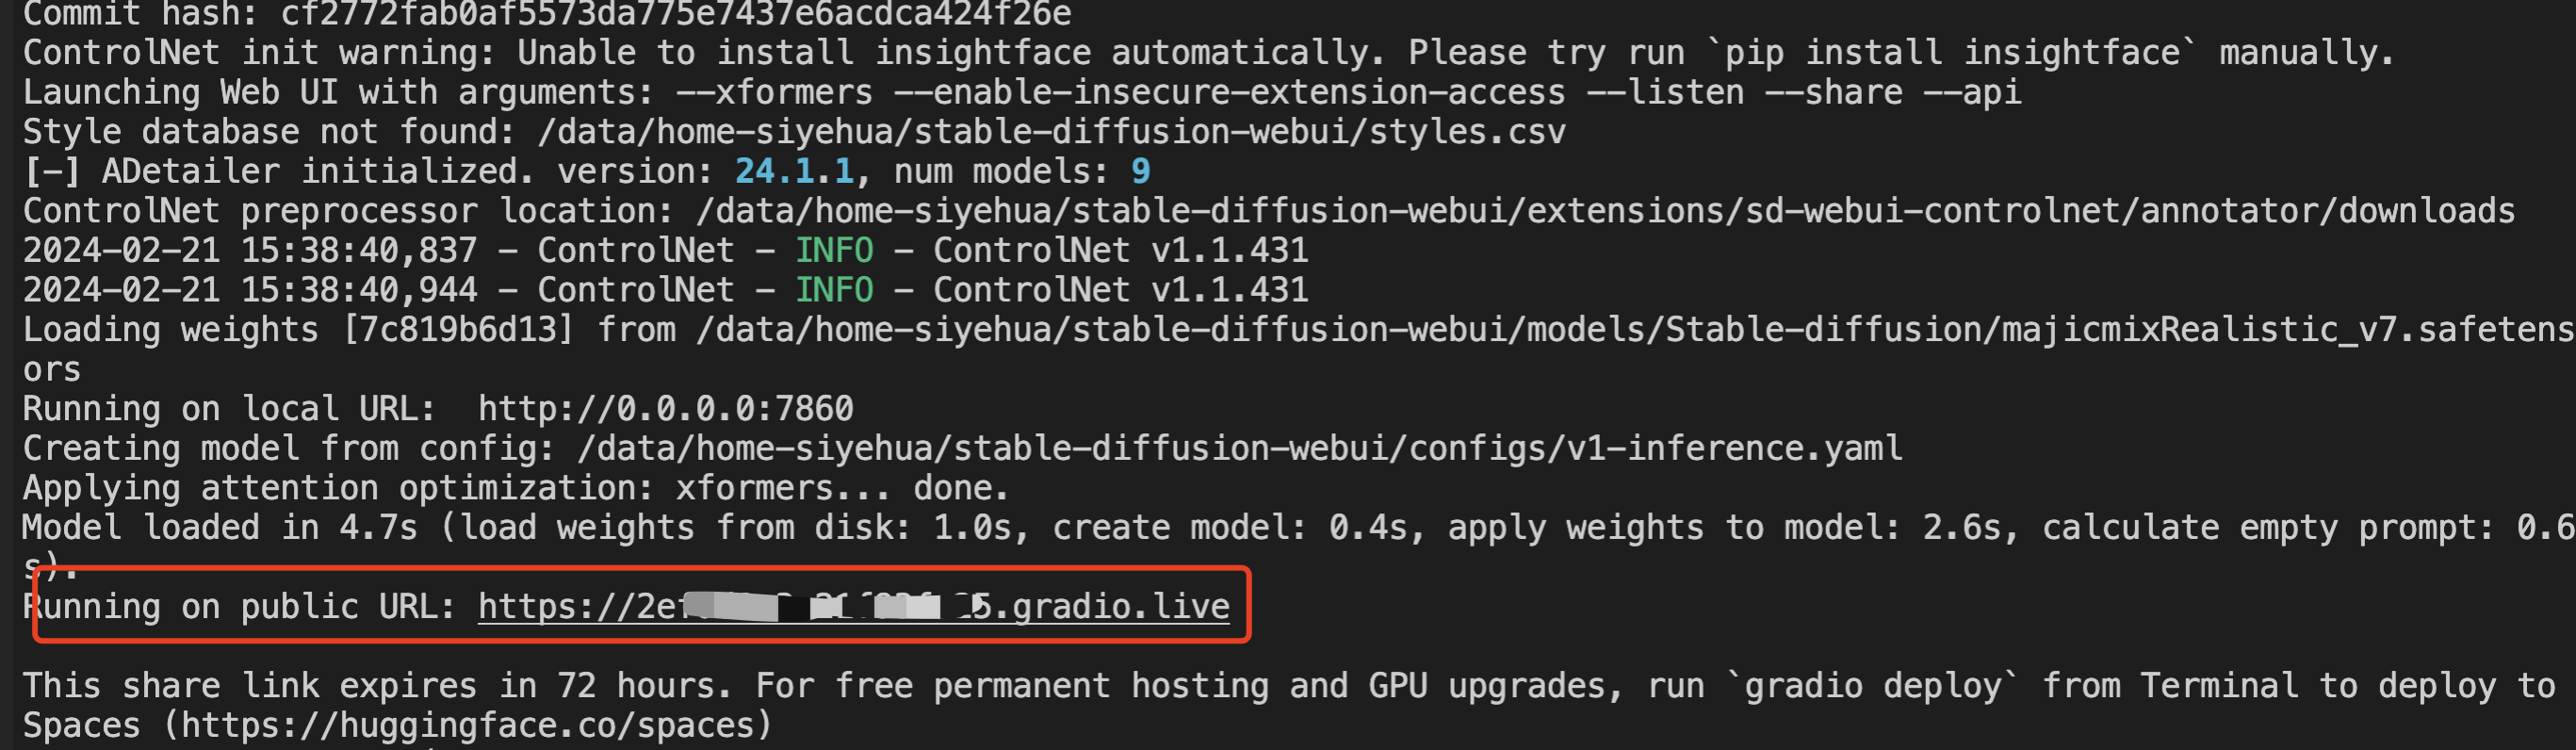 Commit hash: cf2772fab0af5573da775e7437e6acdca424f26e
ControlNet init warning: Unable to install insightface automatically. Please try run `pip install insightface` manually.
Launching Web UI with arguments: --xformers --enable-insecure-extension-access --listen --share --api
Style database not found: /data/home-siyehua/stable-diffusion-webui/styles.csv
[-] ADetailer initialized. version: 24.1.1, num models: 9
ControlNet preprocessor location: /data/home-siyehua/stable-diffusion-webui/extensions/sd-webui-controlnet/annotator/downloads
2024-02-21 15:38:40,837 - ControlNet - INFO - ControlNet v1.1.431
2024-02-21 15:38:40,944 - ControlNet - INFO - ControlNet v1.1.431
Loading weights [7c819b6d13] from /data/home-siyehua/stable-diffusion-webui/models/Stable-diffusion/majicmixRealistic_v7.safetens
ors
Running on local URL:  http://0.0.0.0:7860
Creating model from config: /data/home-siyehua/stable-diffusion-webui/configs/v1-inference.yaml
Applying attention optimization: xformers... done.
Model loaded in 4.7s (load weights from disk: 1.0s, create model: 0.4s, apply weights to model: 2.6s, calculate empty prompt: 0.6
s).
Running on public URL: https://2e 5.gradio.live
This share link expires in 72 hours. For free permanent hosting and GPU upgrades, run `gradio deploy` from Terminal to deploy to
Spaces (https://huggingface.co/spaces)